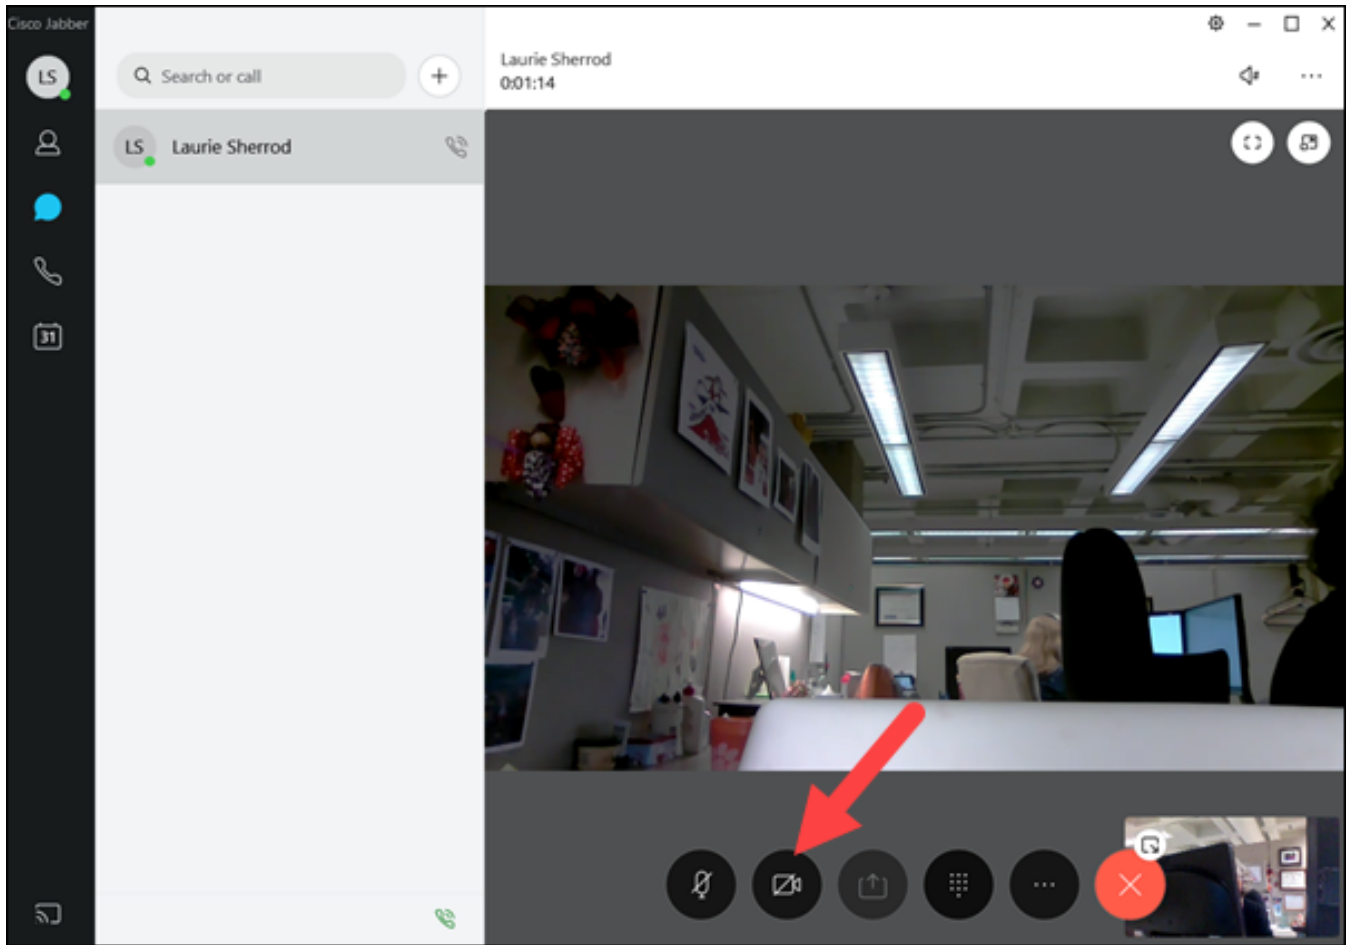 Cisco Jabber
LS
Search or call
Laurie Sherrod
0:01:14
LS
Laurie Sherrod
31